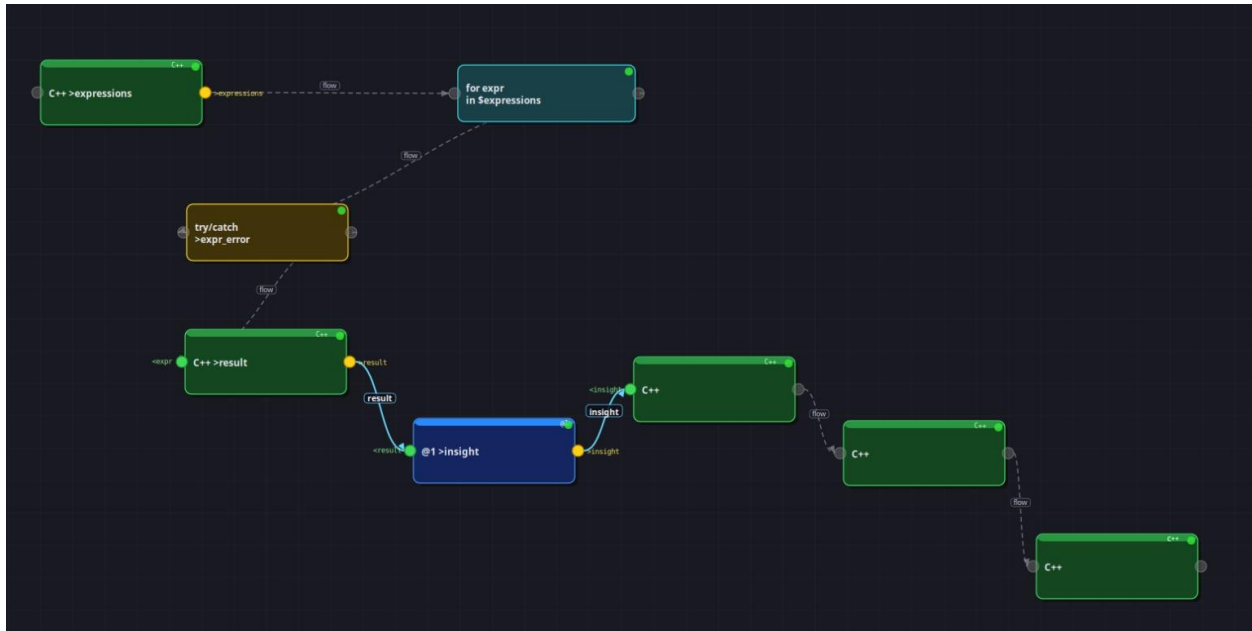 C++
C++ >expressions
>expressions
flow
for expr
in $expressions
flow
try/catch
>expr_error
flow
C++
<expr
C++ >result
>result
result
<result
@1 >insight
>insight
insight
<insight
C++
C++
flow
C++
C++
flow
C++
C++